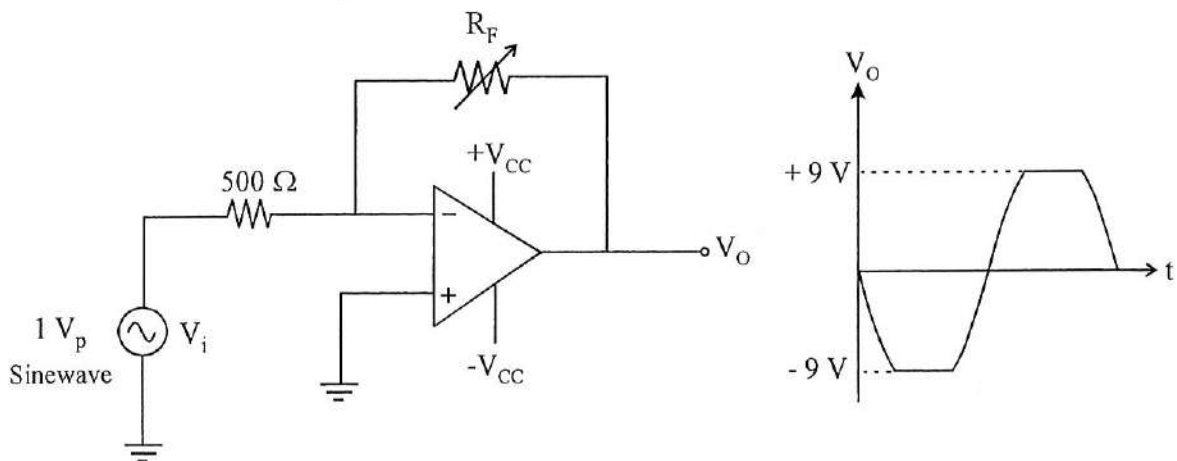 R_F
+V_CC
500 Ω
−
+
V_O
-V_CC
1 V_p
Sinewave
V_i
V_O
+ 9 V
t
- 9 V